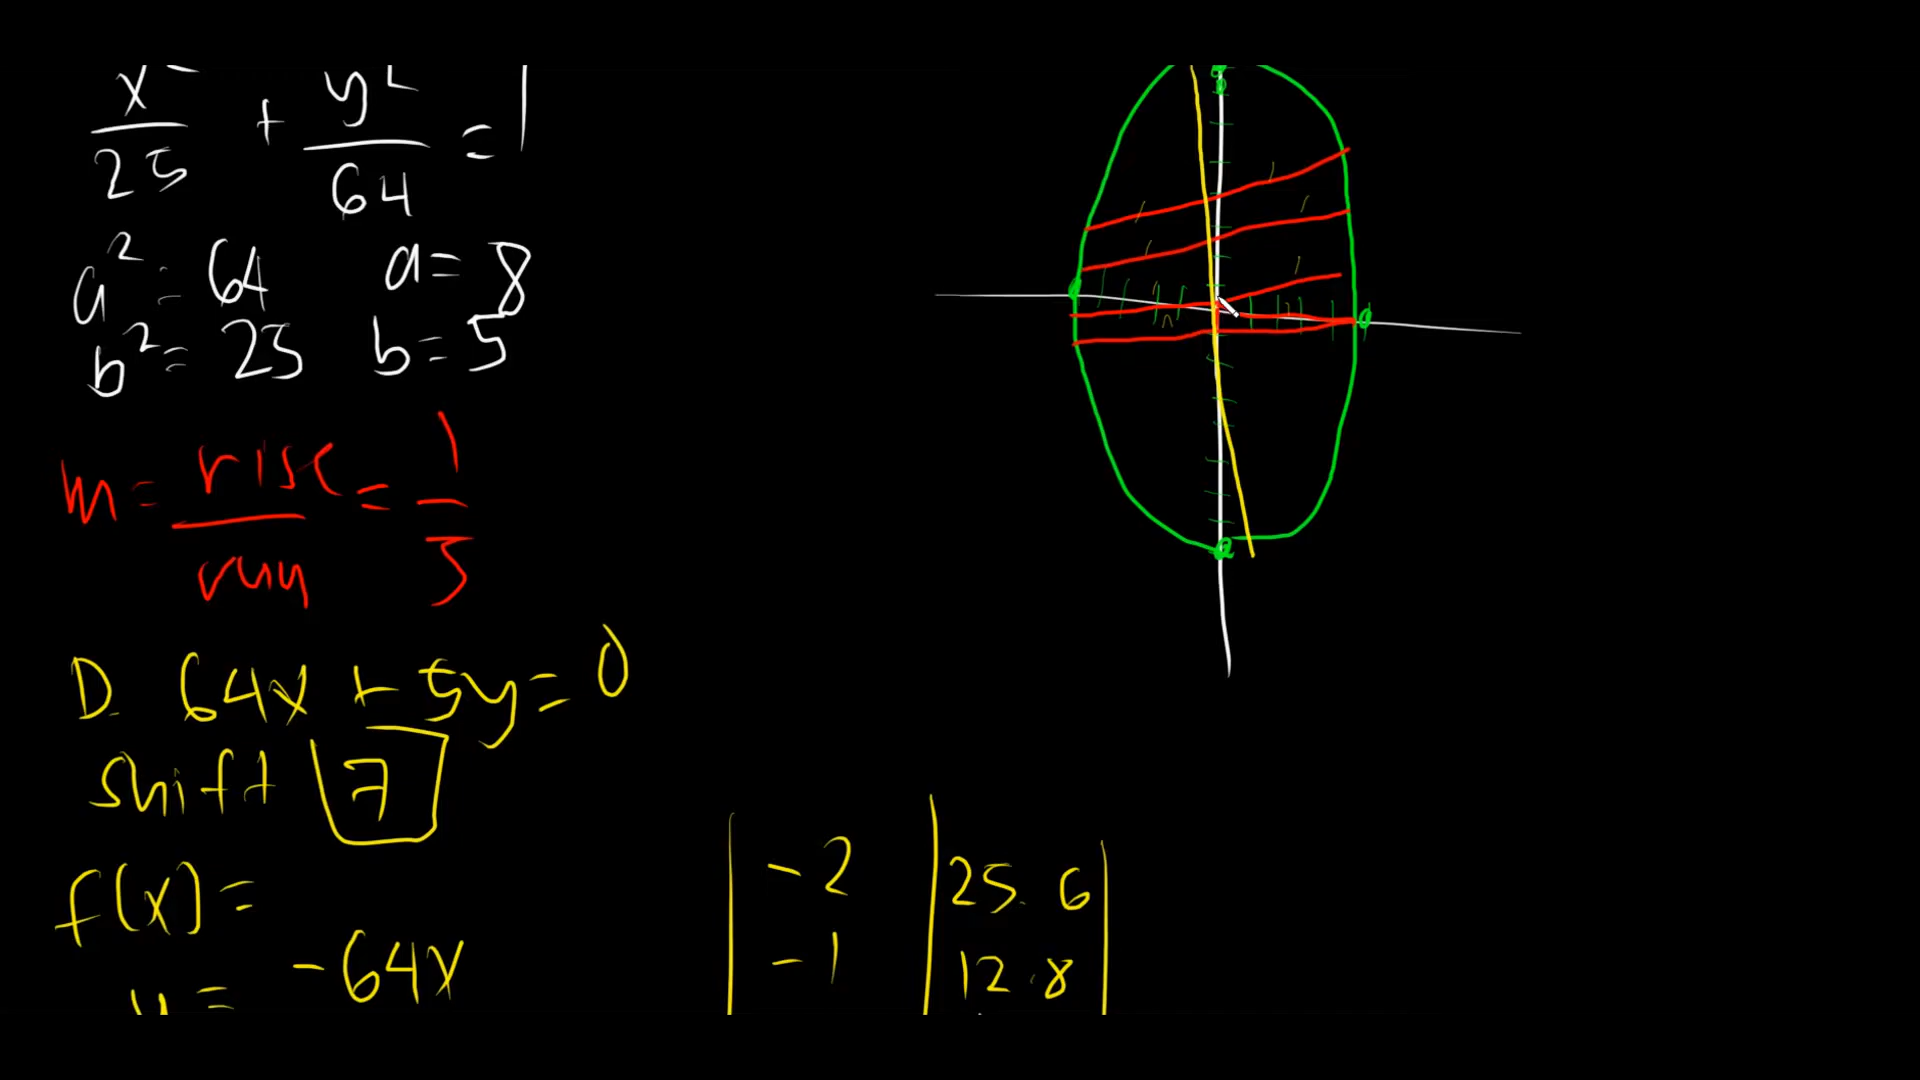 x²/25 + y²/64 = 1
a² = 64 a = 8
b² = 25 b = 5
m = rise/run = 1/5
D. 64x + 5y = 0
shift 7
f(x) =
y = -64x
-2 | 25.6
-1 | 12.8